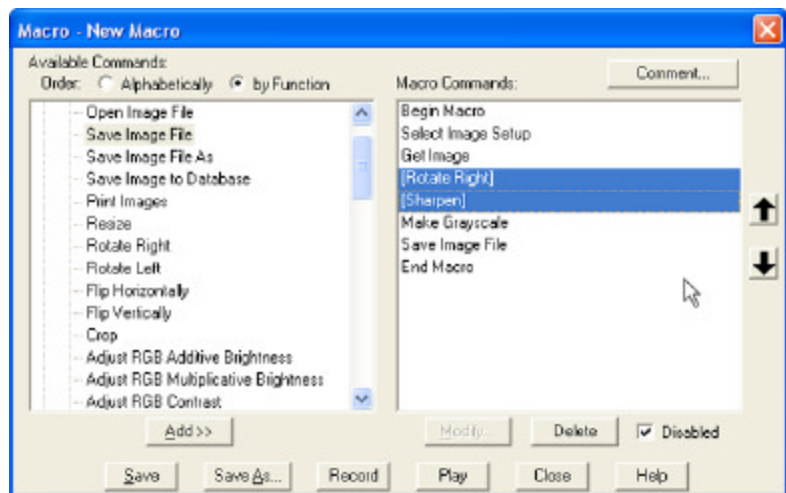 Macro - New Macro
Available Commands:
Order: Alphabetically by Function
Open Image File
Save Image File
Save Image File As
Save Image to Database
Print Images
Resize
Rotate Right
Rotate Left
Flip Horizontally
Flip Vertically
Crop
Adjust RGB Additive Brightness
Adjust RGB Multiplicative Brightness
Adjust RGB Contrast
Add >>
Comment...
Macro Commands:
Begin Macro
Select Image Setup
Get Image
[Rotate Right]
[Sharpen]
Make Grayscale
Save Image File
End Macro
Modify...
Delete
Disabled
Save
Save As...
Record
Play
Close
Help